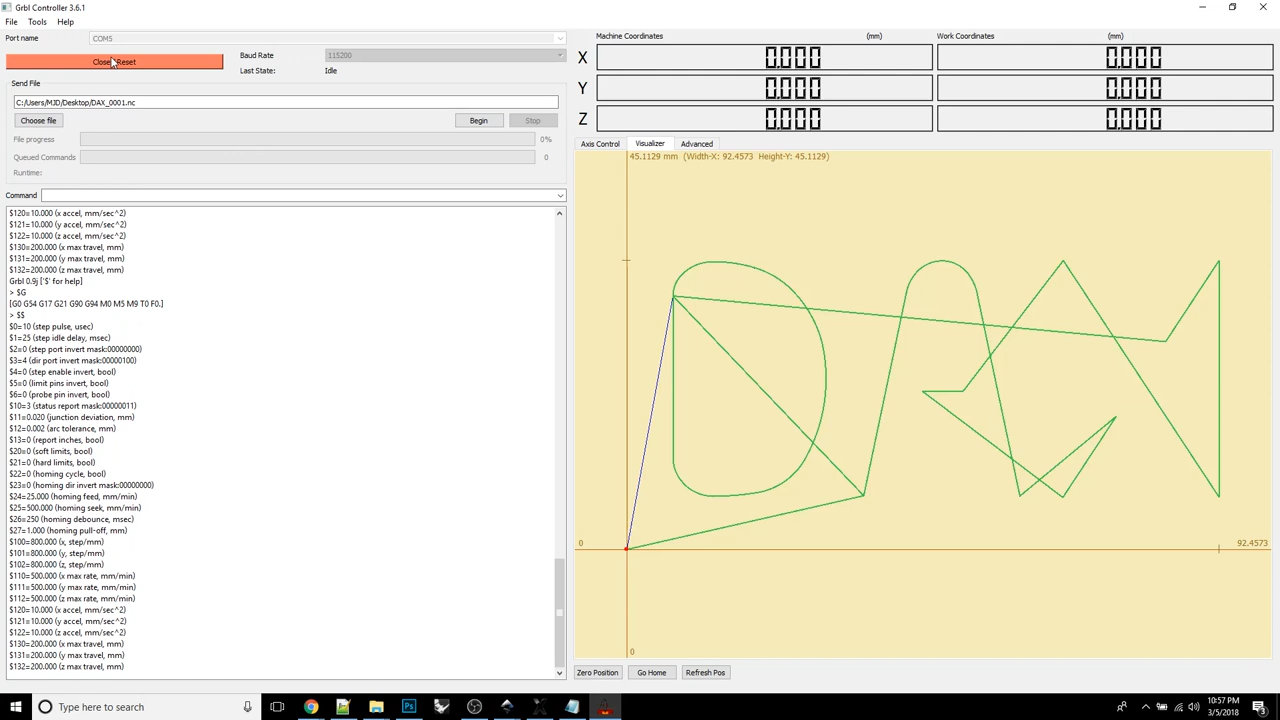 Grbl Controller 3.6.1
File Tools Help
Port name COM5
Close / Reset
Baud Rate 115200
Last State: Idle
Send File
C:/Users/MJD/Desktop/DAX_0001.nc
Choose file Begin Stop
File progress 0%
Queued Commands 0
Runtime:
Command
$120=10.000 (x accel, mm/sec^2)
$121=10.000 (y accel, mm/sec^2)
$122=10.000 (z accel, mm/sec^2)
$130=200.000 (x max travel, mm)
$131=200.000 (y max travel, mm)
$132=200.000 (z max travel, mm)
Grbl 0.9j ['$' for help]
> $G
[G0 G54 G17 G21 G90 G94 M0 M5 M9 T0 F0.]
> $$
$0=10 (step pulse, usec)
$1=25 (step idle delay, msec)
$2=0 (step port invert mask:00000000)
$3=4 (dir port invert mask:00000100)
$4=0 (step enable invert, bool)
$5=0 (limit pins invert, bool)
$6=0 (probe pin invert, bool)
$10=3 (status report mask:00000011)
$11=0.020 (junction deviation, mm)
$12=0.002 (arc tolerance, mm)
$13=0 (report inches, bool)
$20=0 (soft limits, bool)
$21=0 (hard limits, bool)
$22=0 (homing cycle, bool)
$23=0 (homing dir invert mask:00000000)
$24=25.000 (homing feed, mm/min)
$25=500.000 (homing seek, mm/min)
$26=250 (homing debounce, msec)
$27=1.000 (homing pull-off, mm)
$100=800.000 (x, step/mm)
$101=800.000 (y, step/mm)
$102=800.000 (z, step/mm)
$110=500.000 (x max rate, mm/min)
$111=500.000 (y max rate, mm/min)
$112=500.000 (z max rate, mm/min)
$120=10.000 (x accel, mm/sec^2)
$121=10.000 (y accel, mm/sec^2)
$122=10.000 (z accel, mm/sec^2)
$130=200.000 (x max travel, mm)
$131=200.000 (y max travel, mm)
$132=200.000 (z max travel, mm)
Machine Coordinates (mm) Work Coordinates (mm)
X 0.000 0.000
Y 0.000 0.000
Z 0.000 0.000
Axis Control Visualizer Advanced
45.1129 mm (Width-X: 92.4573 Height-Y: 45.1129)
0 92.4573
0
Zero Position Go Home Refresh Pos
Type here to search
10:57 PM
3/5/2018
3